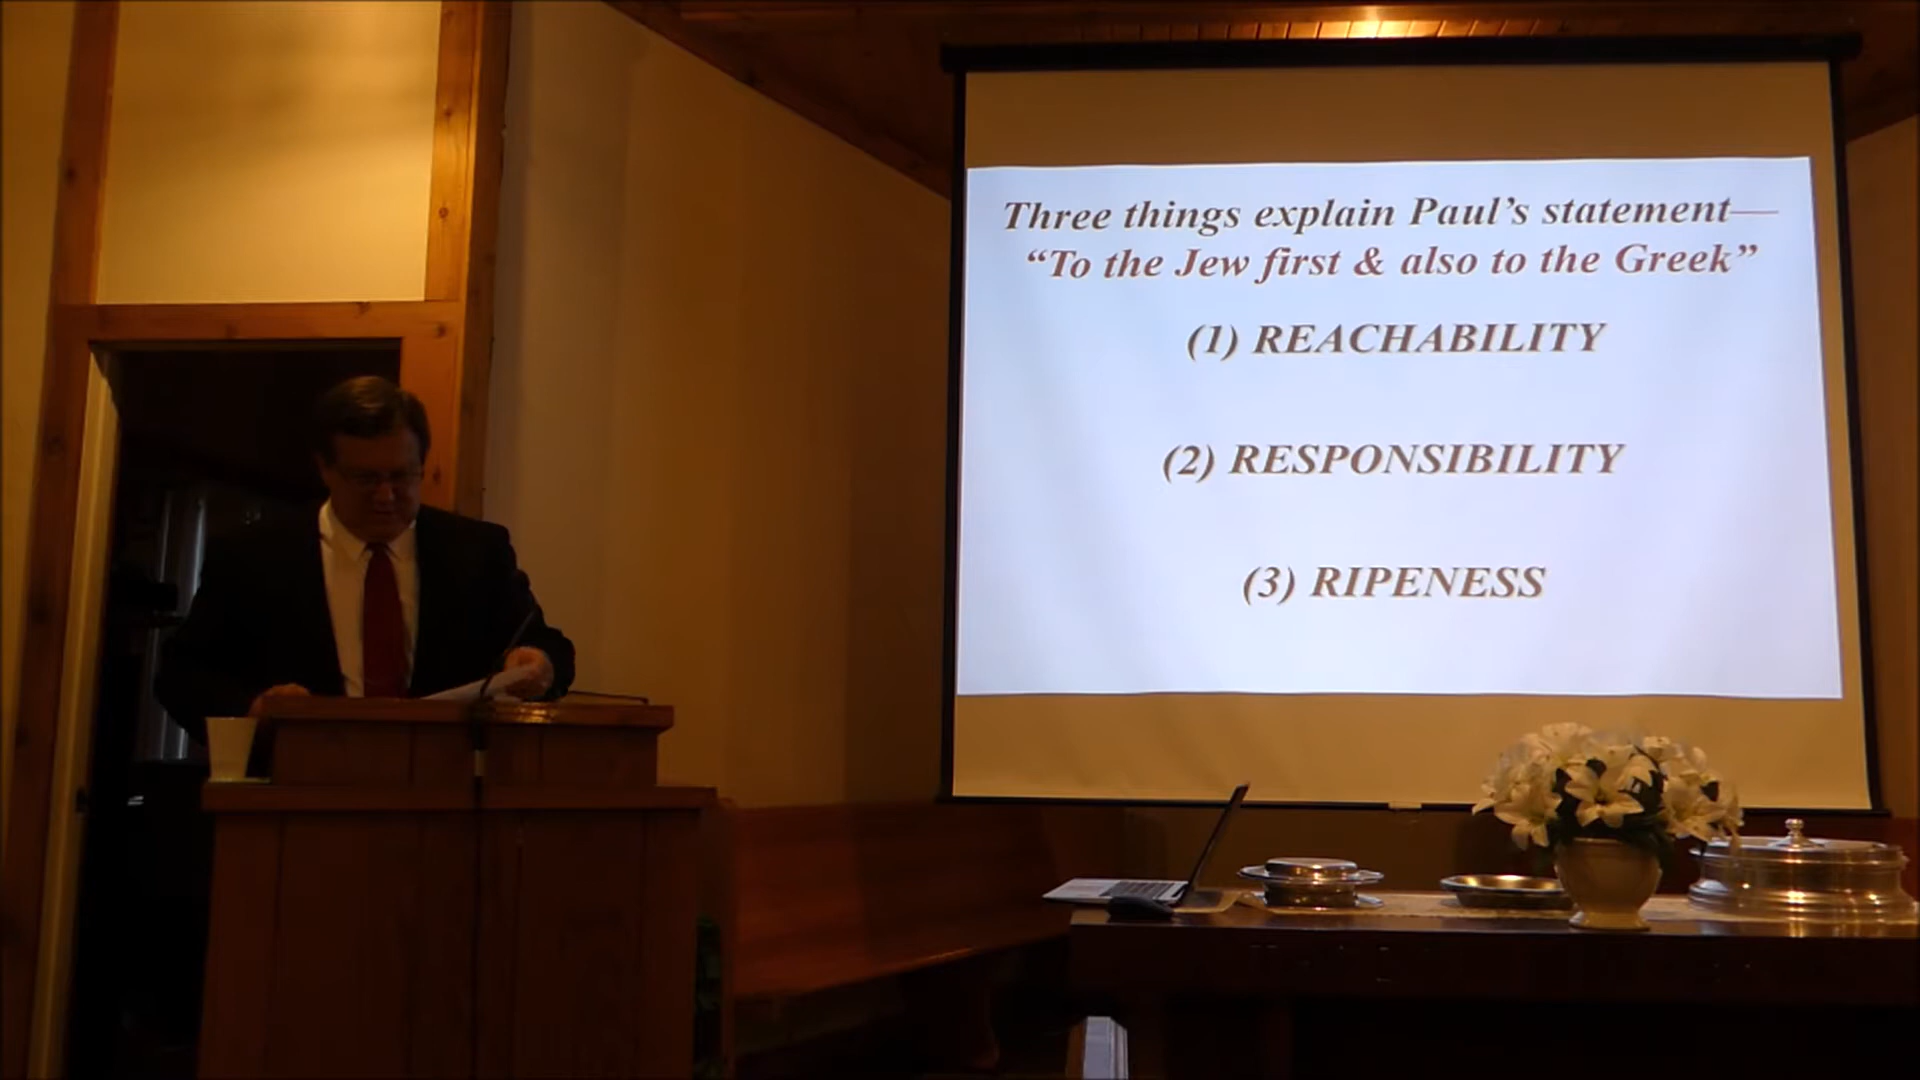 Three things explain Paul's statement—
“To the Jew first & also to the Greek”
(1) REACHABILITY
(2) RESPONSIBILITY
(3) RIPENESS